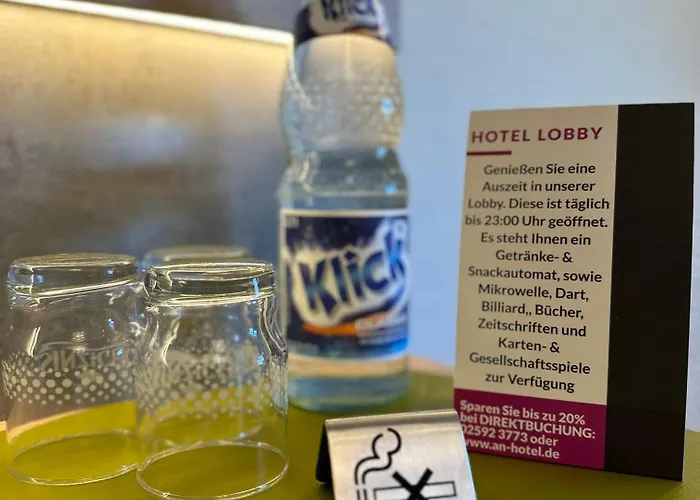 Klick
HOTEL LOBBY
Genießen Sie eine
Auszeit in unserer
Lobby. Diese ist täglich
bis 23:00 Uhr geöffnet.
Es steht Ihnen ein
Getränke- &
Snackautomat, sowie
Mikrowelle, Dart,
Billiard,, Bücher,
Zeitschriften und
Karten- &
Gesellschaftsspiele
zur Verfügung
Sparen Sie bis zu 20%
bei DIREKTBUCHUNG:
02592 3773 oder
www.an-hotel.de
Klick